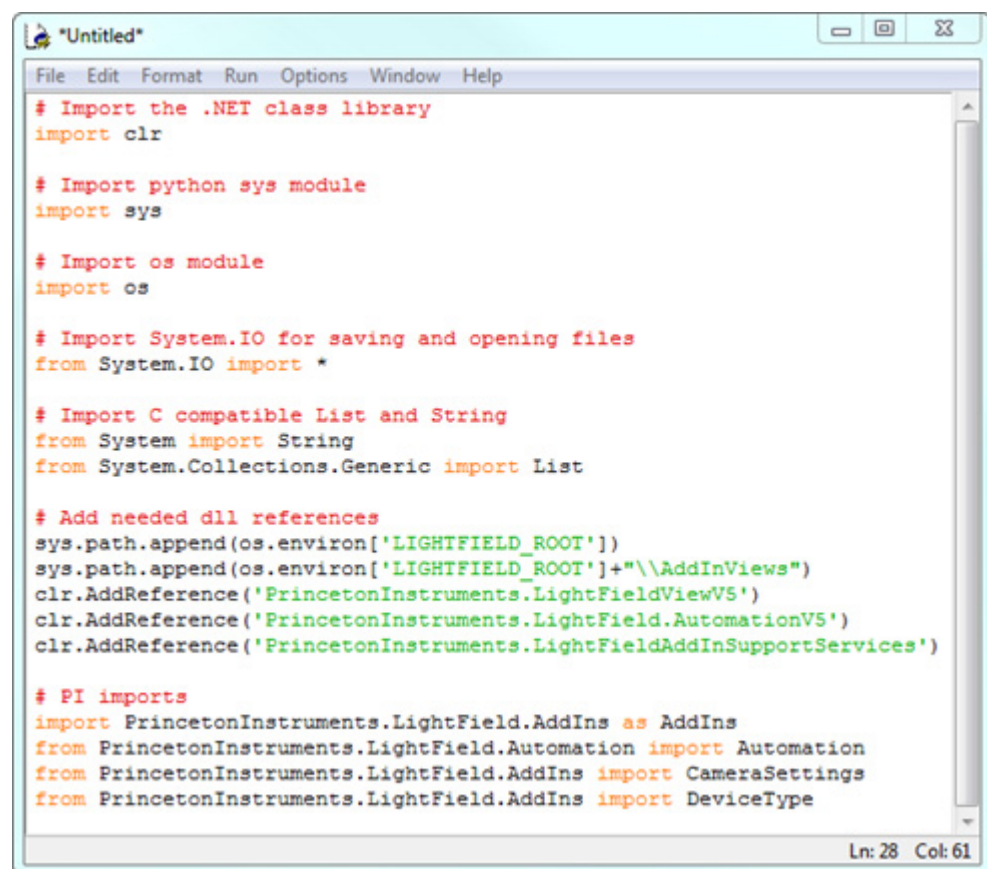 *Untitled*
File Edit Format Run Options Window Help
# Import the .NET class library
import clr
# Import python sys module
import sys
# Import os module
import os
# Import System.IO for saving and opening files
from System.IO import *
# Import C compatible List and String
from System import String
from System.Collections.Generic import List
# Add needed dll references
sys.path.append(os.environ['LIGHTFIELD_ROOT'])
sys.path.append(os.environ['LIGHTFIELD_ROOT']+"\\AddInViews")
clr.AddReference('PrincetonInstruments.LightFieldViewV5')
clr.AddReference('PrincetonInstruments.LightField.AutomationV5')
clr.AddReference('PrincetonInstruments.LightFieldAddInSupportServices')
# PI imports
import PrincetonInstruments.LightField.AddIns as AddIns
from PrincetonInstruments.LightField.Automation import Automation
from PrincetonInstruments.LightField.AddIns import CameraSettings
from PrincetonInstruments.LightField.AddIns import DeviceType
Ln: 28 Col: 61